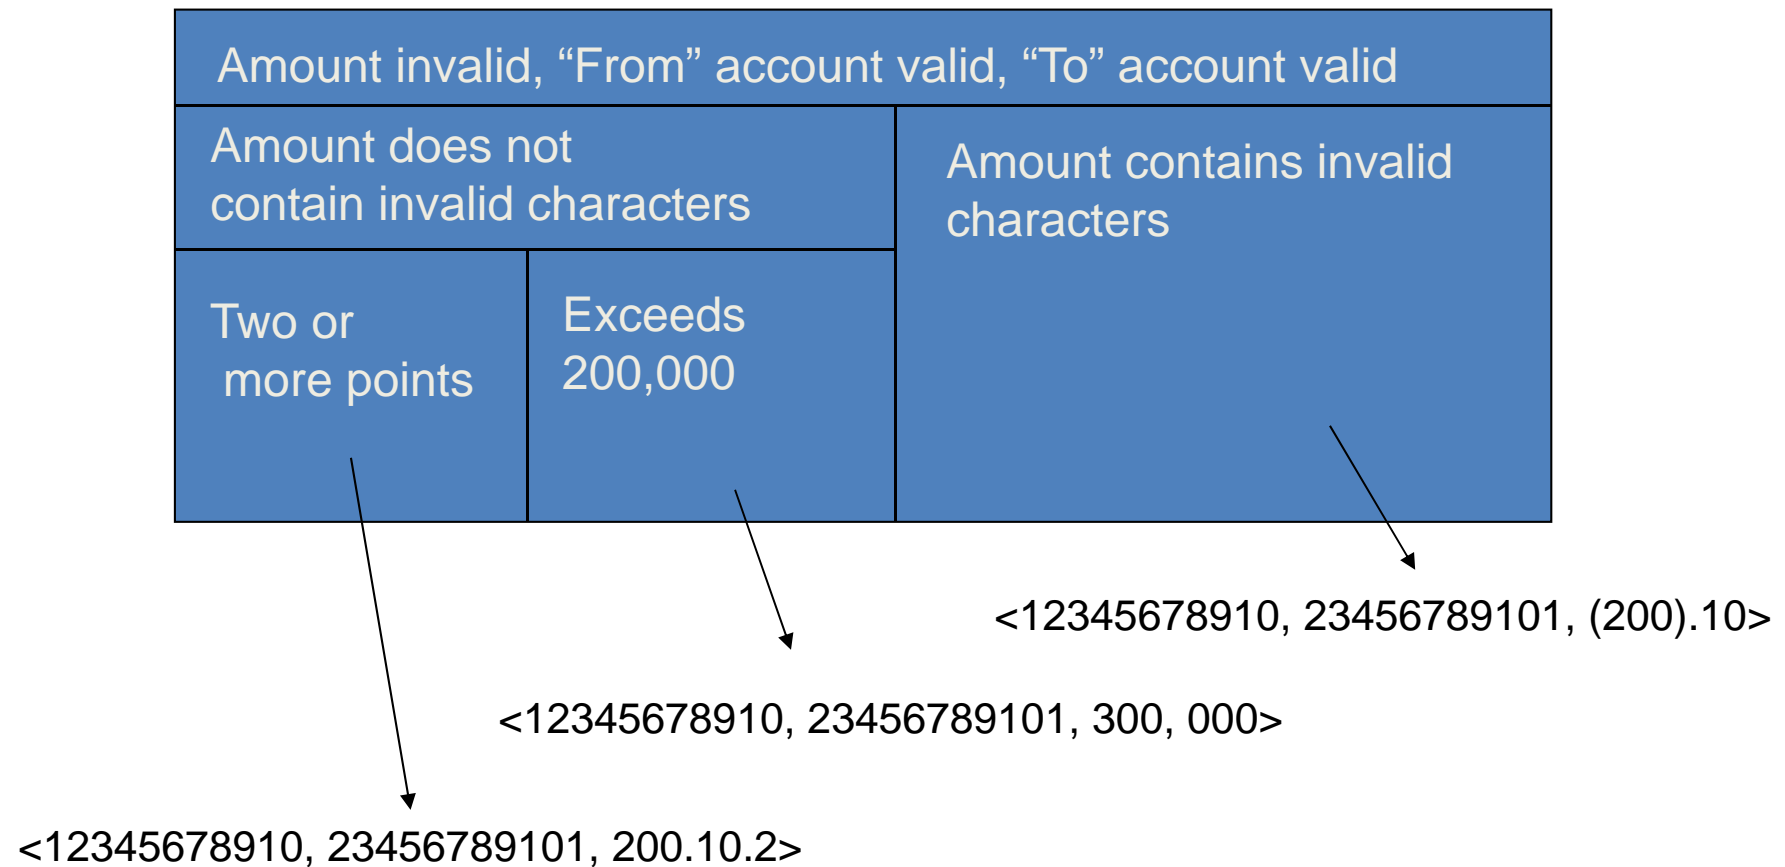 Amount invalid, “From” account valid, “To” account valid
Amount does not
contain invalid characters
Amount contains invalid
characters
Two or
more points
Exceeds
200,000
<12345678910, 23456789101, (200).10>
<12345678910, 23456789101, 300, 000>
<12345678910, 23456789101, 200.10.2>